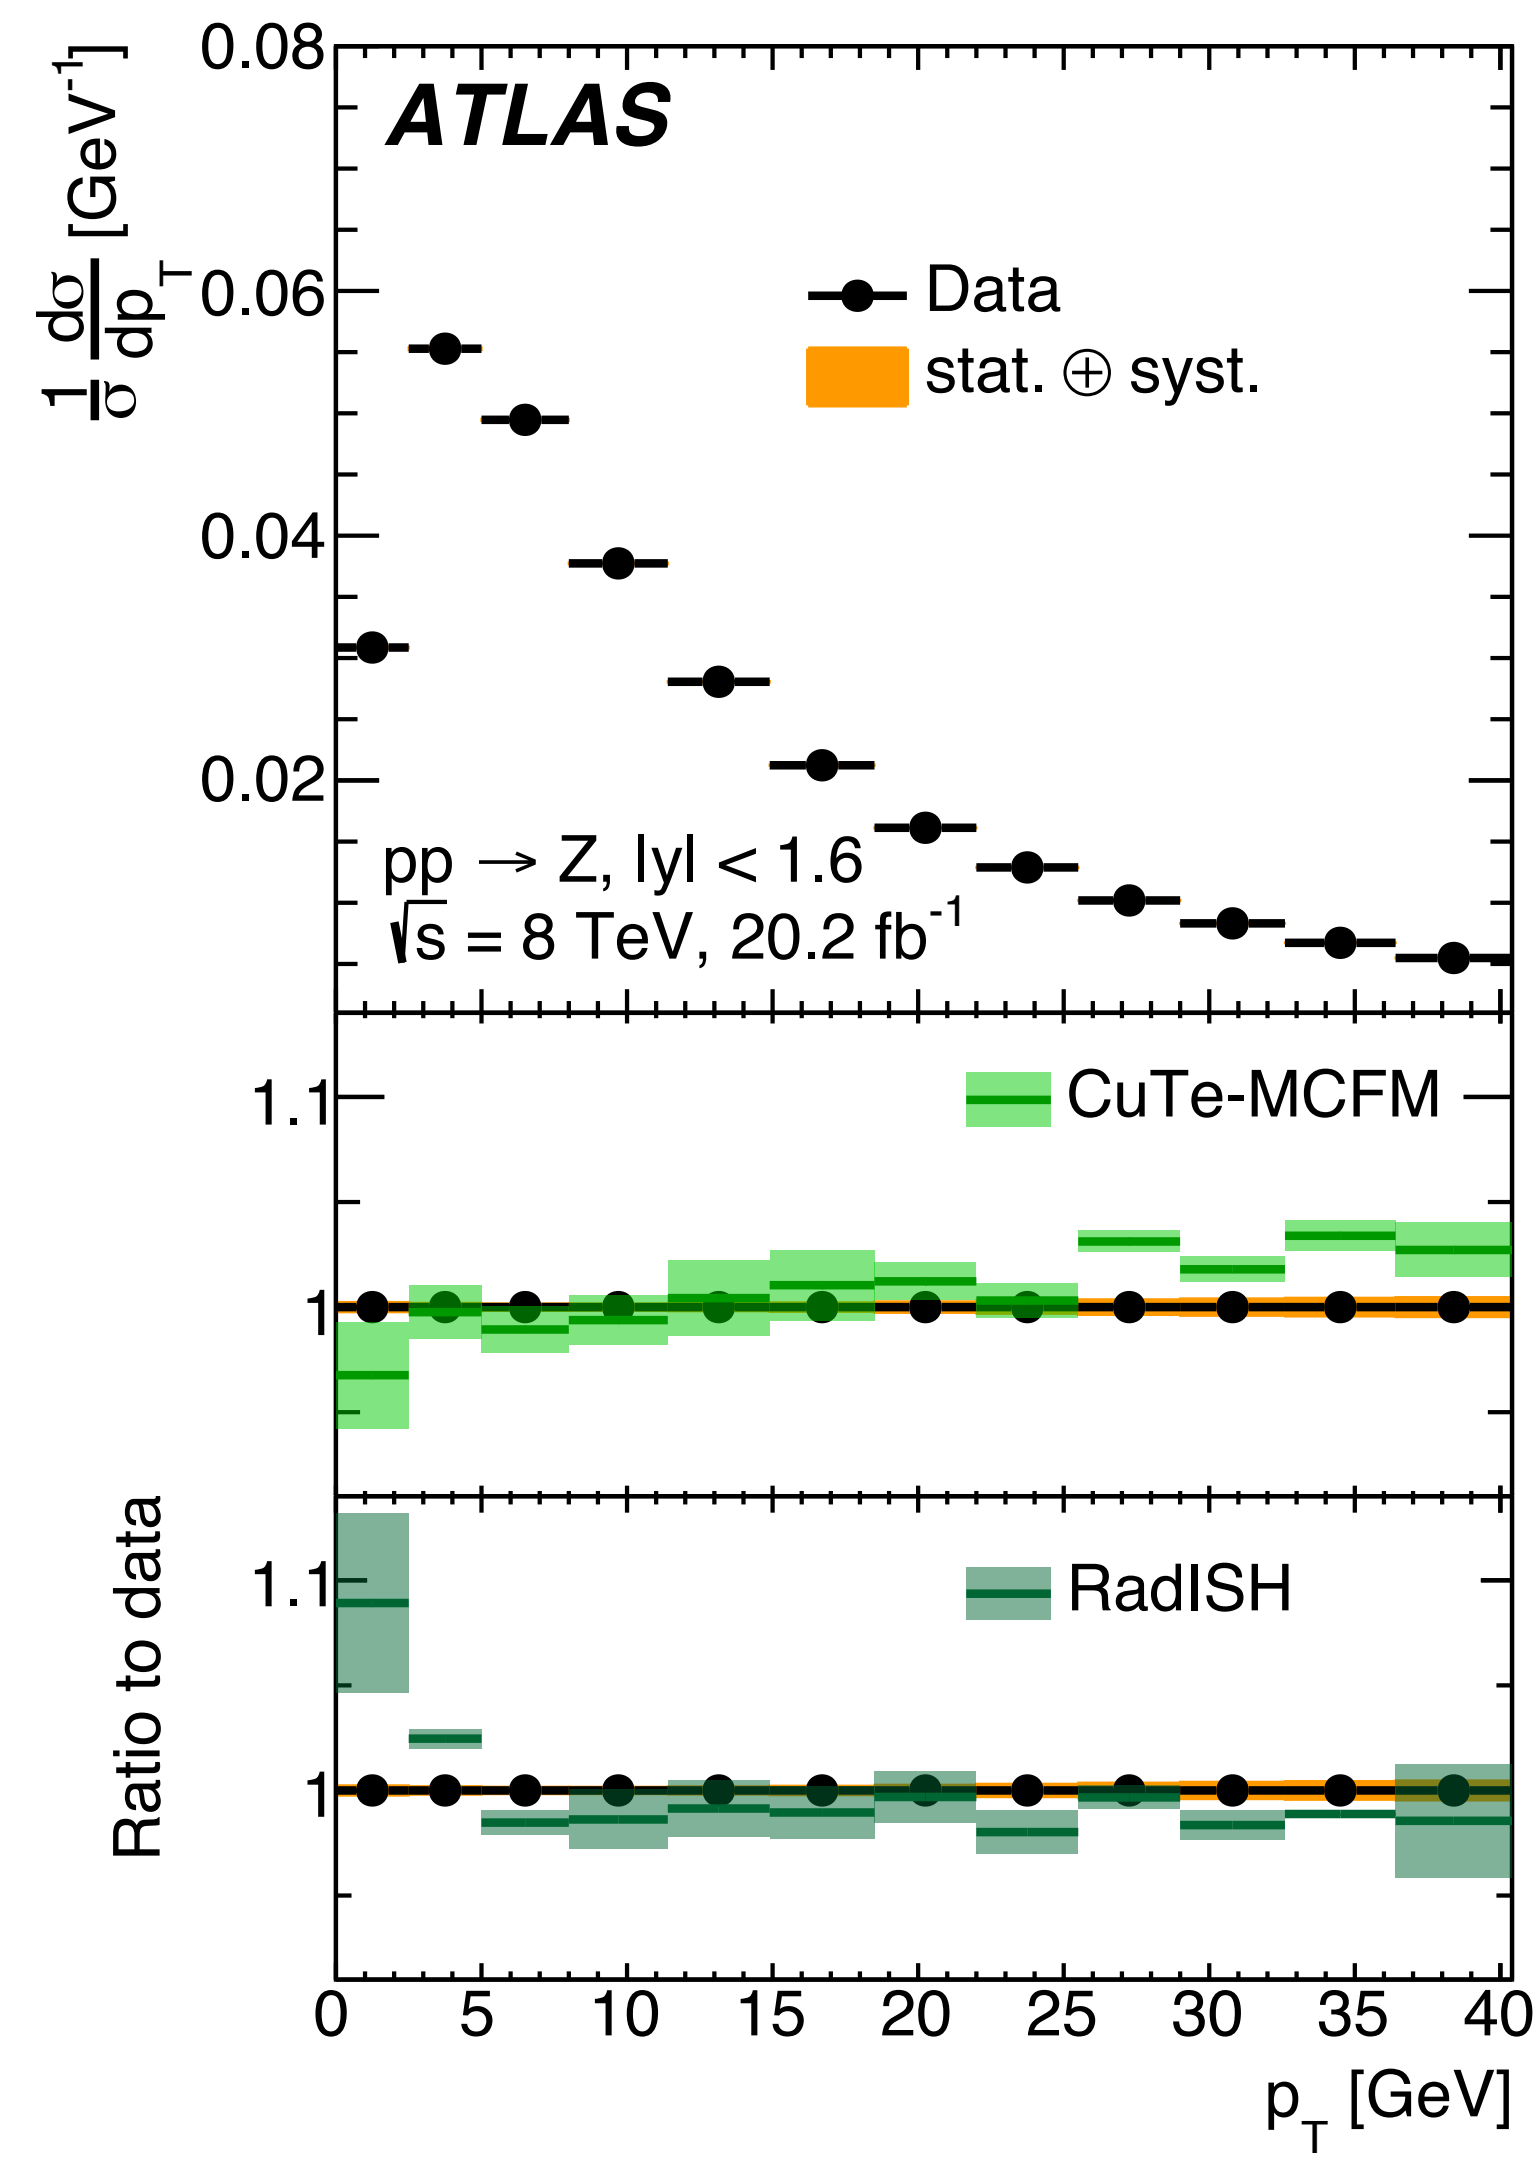 0.08
ATLAS
1/σ dσ/dp_T [GeV⁻¹]
0.06
Data
stat. ⊕ syst.
0.04
0.02
pp → Z, |y| < 1.6
√s = 8 TeV, 20.2 fb⁻¹
1.1
CuTe-MCFM
1
Ratio to data
1.1
RadISH
1
0 5 10 15 20 25 30 35 40
p_T [GeV]